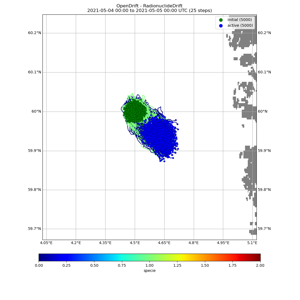 OpenDrift - RadionuclideDrift
2021-05-04 00:00 to 2021-05-05 00:00 UTC (25 steps)
initial (5000)
active (5000)
60.2°N
60.1°N
60°N
59.9°N
59.8°N
59.7°N
60.2°N
60.1°N
60°N
59.9°N
59.8°N
59.7°N
4.05°E
4.2°E
4.35°E
4.5°E
4.65°E
4.8°E
4.95°E
5.1°E
0.00
0.25
0.50
0.75
1.00
1.25
1.50
1.75
2.00
specie